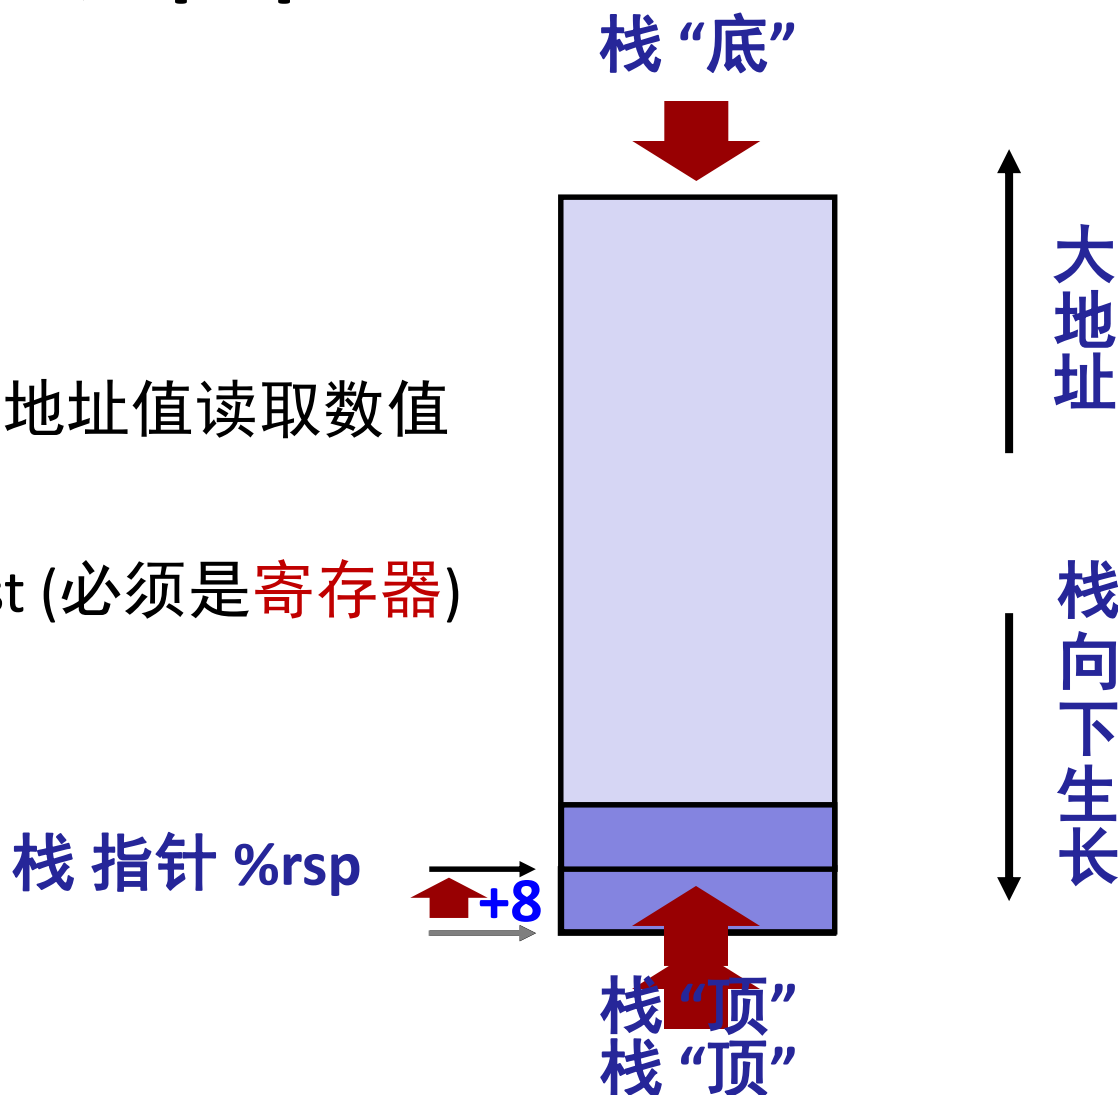 栈 “底”
大地址
地址值读取数值
st (必须是寄存器)
栈向下生长
栈 指针 %rsp
+8
栈 “顶”
栈 “顶”